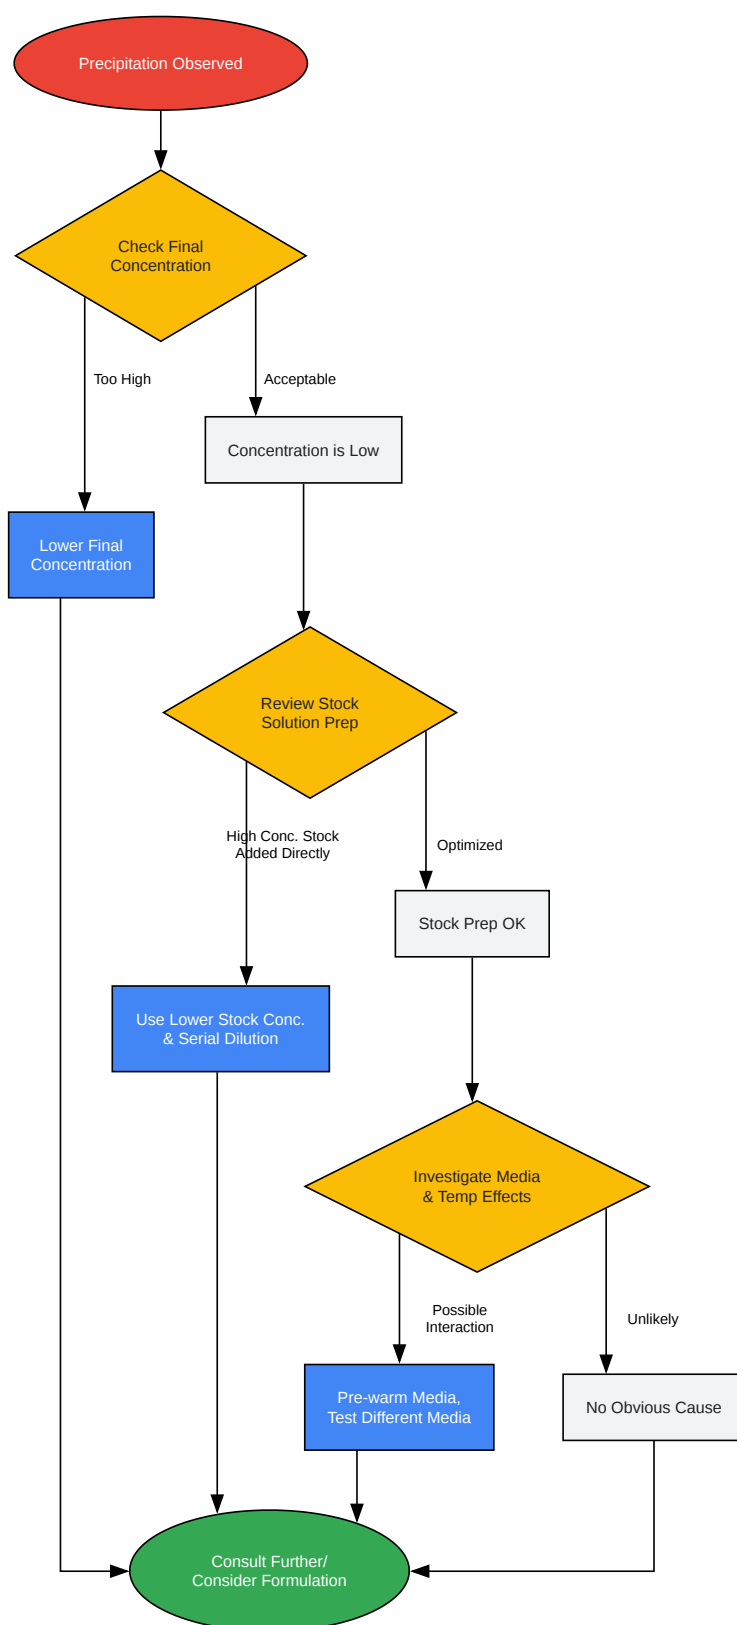 Precipitation Observed
Check Final
Concentration
Too High
Acceptable
Concentration is Low
Lower Final
Concentration
Review Stock
Solution Prep
High Conc. Stock
Added Directly
Optimized
Stock Prep OK
Use Lower Stock Conc.
& Serial Dilution
Investigate Media
& Temp Effects
Possible
Interaction
Unlikely
Pre-warm Media,
Test Different Media
No Obvious Cause
Consult Further/
Consider Formulation